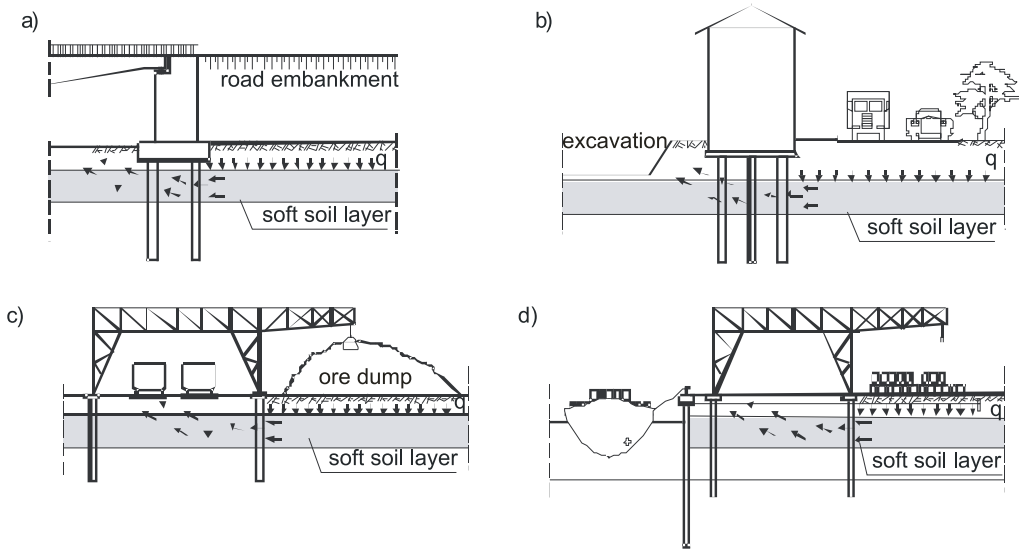 a)
road embankment
q
soft soil layer
b)
excavation
q
soft soil layer
c)
ore dump
q
soft soil layer
d)
q
soft soil layer